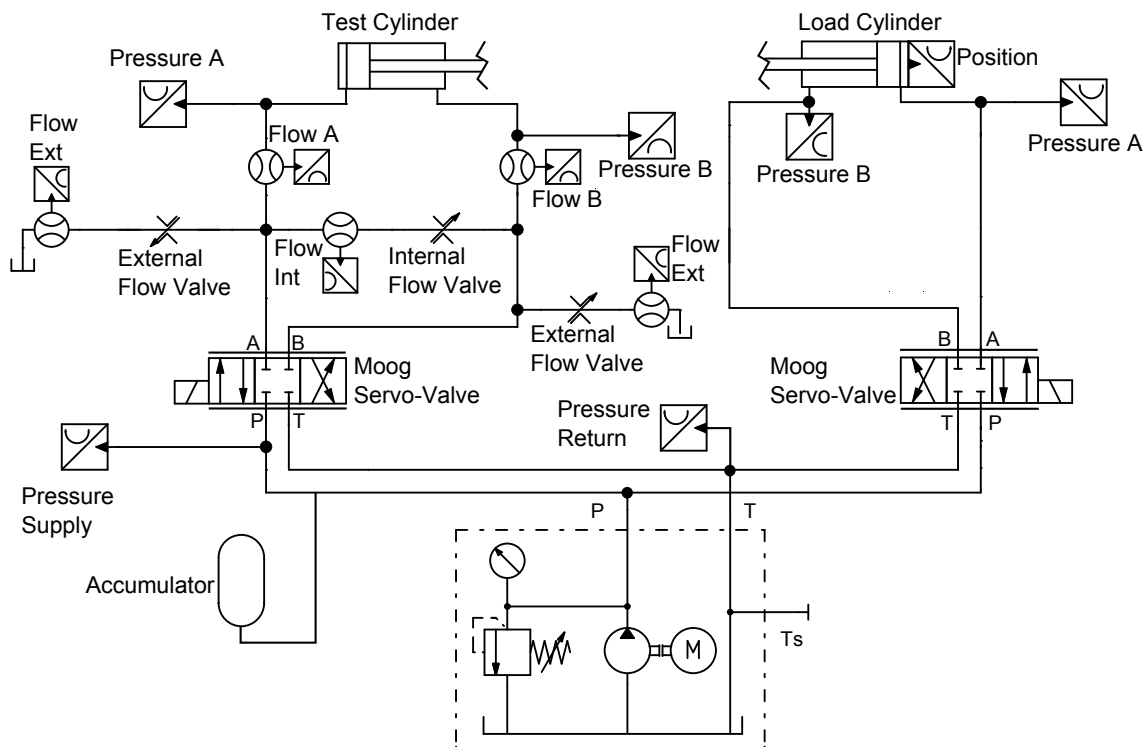 Test Cylinder
Load Cylinder
Pressure A
Position
Flow
Ext
Flow A
Pressure B
Flow B
Pressure B
Pressure A
External
Flow Valve
Flow
Int
Internal
Flow Valve
Flow
Ext
External
Flow Valve
A B
Moog
Servo-Valve
P T
B A
Moog
Servo-Valve
T P
Pressure
Return
Pressure
Supply
P T
Accumulator
M
Ts